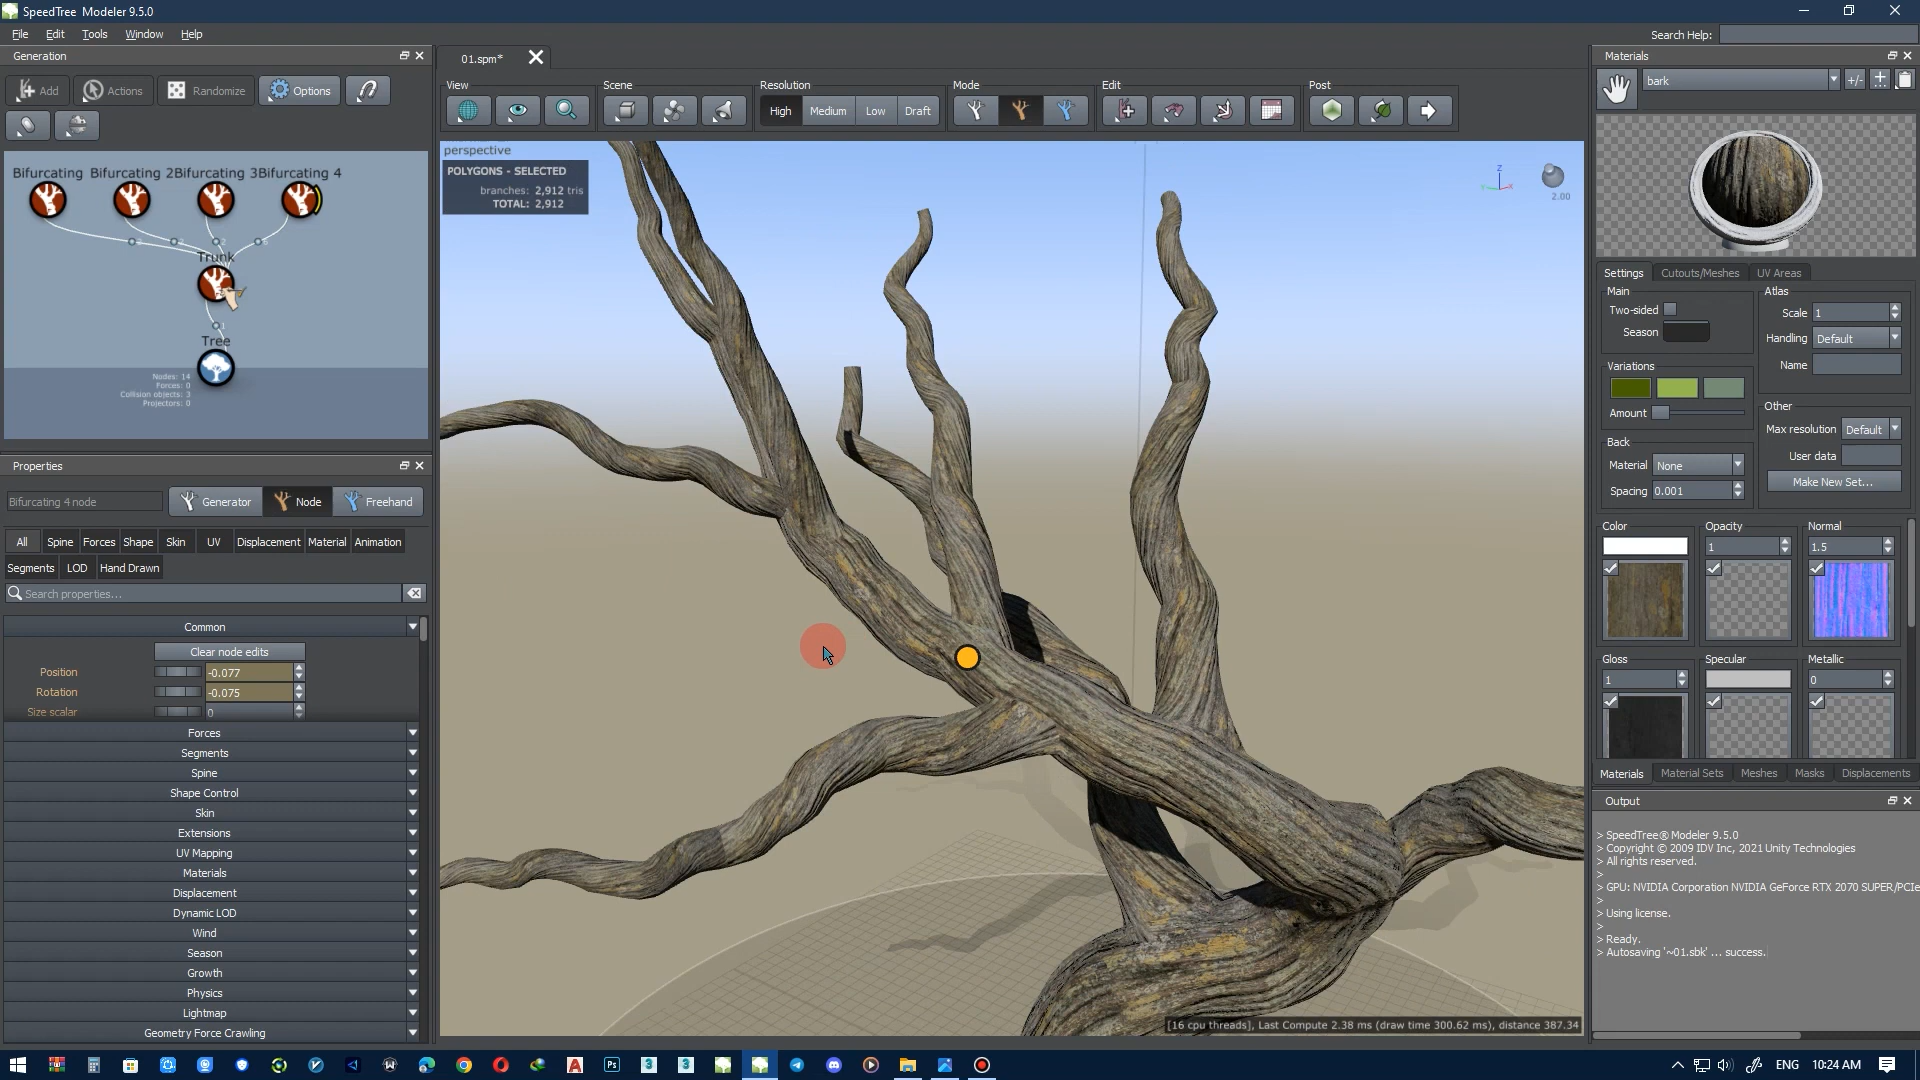 SpeedTree Modeler 9.5.0
File Edit Tools Window Help
Search Help:
Generation
Add Actions Randomize Options
Bifurcating Bifurcating 2Bifurcating 3Bifurcating 4
Trunk
Tree
Nodes: 14
Forces: 0
Collision objects: 3
Projectors: 0
Properties
Bifurcating 4 node Generator Node Freehand
All Spine Forces Shape Skin UV Displacement Material Animation
Segments LOD Hand Drawn
Search properties...
Common
Clear node edits
Position -0.077
Rotation -0.075
Size scalar 0
Forces
Segments
Spine
Shape Control
Skin
Extensions
UV Mapping
Materials
Displacement
Dynamic LOD
Wind
Season
Growth
Physics
Lightmap
Geometry Force Crawling
01.spm*
View Scene Resolution Mode Edit Post
High Medium Low Draft
perspective
POLYGONS - SELECTED
branches: 2,912 tris
TOTAL: 2,912
Z
2.00
[16 cpu threads], Last Compute 2.38 ms (draw time 300.62 ms), distance 387.34
Materials
bark +/-
Settings Cutouts/Meshes UV Areas
Main
Two-sided
Season
Variations
Amount
Back
Material None
Spacing 0.001
Atlas
Scale 1
Handling Default
Name
Other
Max resolution Default
User data
Make New Set...
Color Opacity Normal
1 1.5
Gloss Specular Metallic
1 0
Materials Material Sets Meshes Masks Displacements
Output
> SpeedTree® Modeler 9.5.0
> Copyright © 2009 IDV Inc, 2021 Unity Technologies
> All rights reserved.
>
> GPU: NVIDIA Corporation NVIDIA GeForce RTX 2070 SUPER/PCIe
>
> Using license.
>
> Ready.
> Autosaving '~01.sbk' ... success.
ENG 10:24 AM